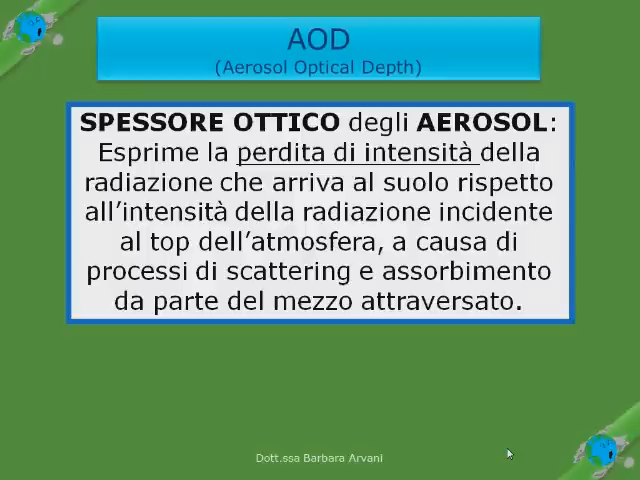 AOD
(Aerosol Optical Depth)
SPESSORE OTTICO degli AEROSOL:
Esprime la perdita di intensità della
radiazione che arriva al suolo rispetto
all’intensità della radiazione incidente
al top dell’atmosfera, a causa di
processi di scattering e assorbimento
da parte del mezzo attraversato.
Dott.ssa Barbara Arvani